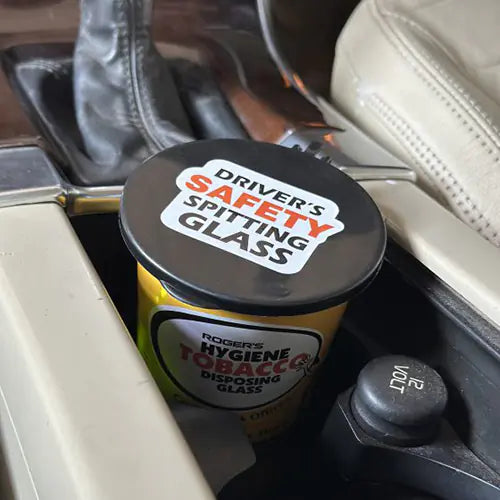 DRIVER'S
SAFETY
SPITTING
GLASS
ROGER'S
HYGIENE
TOBACCO
DISPOSING
GLASS
12
VOLT